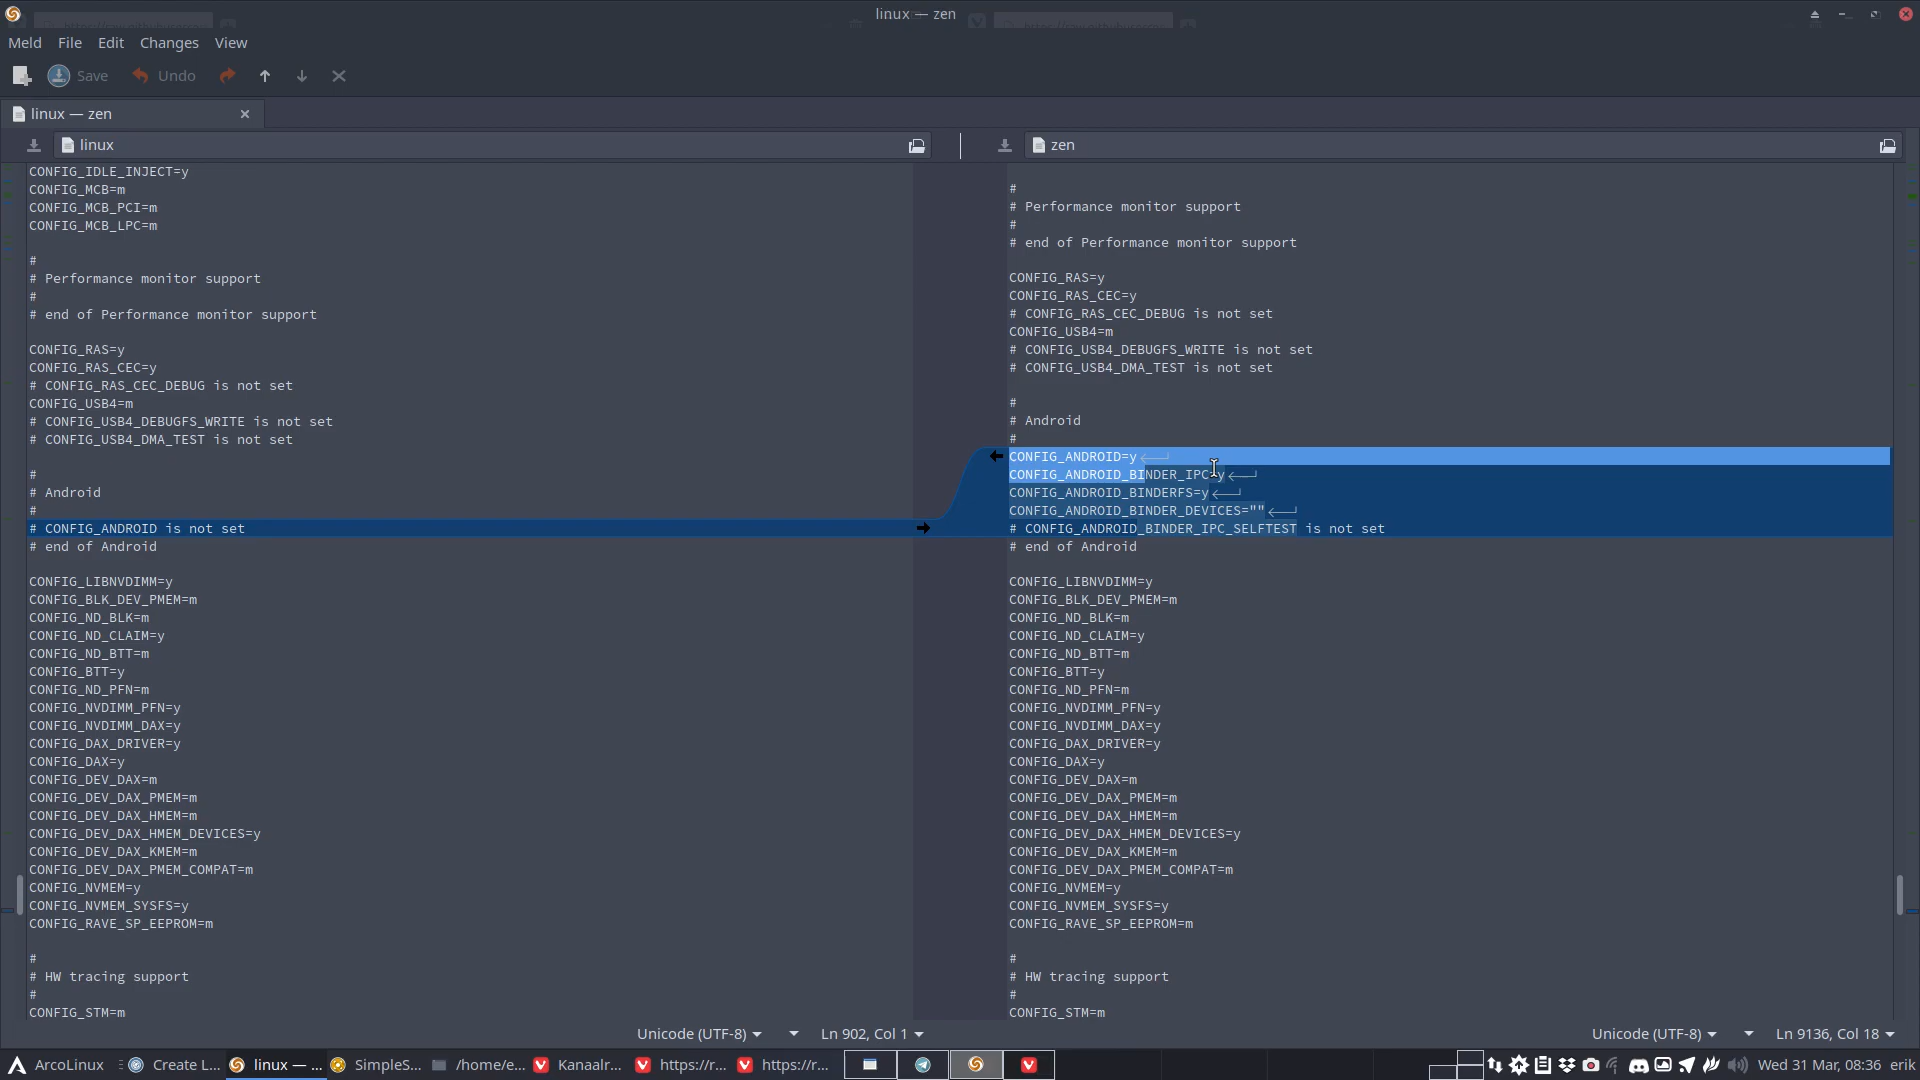 linux — zen
Meld File Edit Changes View
Save Undo
linux — zen
linux
zen
CONFIG_IDLE_INJECT=y
CONFIG_MCB=m
CONFIG_MCB_PCI=m
CONFIG_MCB_LPC=m
#
# Performance monitor support
#
# end of Performance monitor support
CONFIG_RAS=y
CONFIG_RAS_CEC=y
# CONFIG_RAS_CEC_DEBUG is not set
CONFIG_USB4=m
# CONFIG_USB4_DEBUGFS_WRITE is not set
# CONFIG_USB4_DMA_TEST is not set
#
# Android
#
# CONFIG_ANDROID is not set
# end of Android
CONFIG_LIBNVDIMM=y
CONFIG_BLK_DEV_PMEM=m
CONFIG_ND_BLK=m
CONFIG_ND_CLAIM=y
CONFIG_ND_BTT=m
CONFIG_BTT=y
CONFIG_ND_PFN=m
CONFIG_NVDIMM_PFN=y
CONFIG_NVDIMM_DAX=y
CONFIG_DAX_DRIVER=y
CONFIG_DAX=y
CONFIG_DEV_DAX=m
CONFIG_DEV_DAX_PMEM=m
CONFIG_DEV_DAX_HMEM=m
CONFIG_DEV_DAX_HMEM_DEVICES=y
CONFIG_DEV_DAX_KMEM=m
CONFIG_DEV_DAX_PMEM_COMPAT=m
CONFIG_NVMEM=y
CONFIG_NVMEM_SYSFS=y
CONFIG_RAVE_SP_EEPROM=m
#
# HW tracing support
#
CONFIG_STM=m
#
# Performance monitor support
#
# end of Performance monitor support
CONFIG_RAS=y
CONFIG_RAS_CEC=y
# CONFIG_RAS_CEC_DEBUG is not set
CONFIG_USB4=m
# CONFIG_USB4_DEBUGFS_WRITE is not set
# CONFIG_USB4_DMA_TEST is not set
#
# Android
#
CONFIG_ANDROID=y
CONFIG_ANDROID_BINDER_IPC=y
CONFIG_ANDROID_BINDERFS=y
CONFIG_ANDROID_BINDER_DEVICES=""
# CONFIG_ANDROID_BINDER_IPC_SELFTEST is not set
# end of Android
CONFIG_LIBNVDIMM=y
CONFIG_BLK_DEV_PMEM=m
CONFIG_ND_BLK=m
CONFIG_ND_CLAIM=y
CONFIG_ND_BTT=m
CONFIG_BTT=y
CONFIG_ND_PFN=m
CONFIG_NVDIMM_PFN=y
CONFIG_NVDIMM_DAX=y
CONFIG_DAX_DRIVER=y
CONFIG_DAX=y
CONFIG_DEV_DAX=m
CONFIG_DEV_DAX_PMEM=m
CONFIG_DEV_DAX_HMEM=m
CONFIG_DEV_DAX_HMEM_DEVICES=y
CONFIG_DEV_DAX_KMEM=m
CONFIG_DEV_DAX_PMEM_COMPAT=m
CONFIG_NVMEM=y
CONFIG_NVMEM_SYSFS=y
CONFIG_RAVE_SP_EEPROM=m
#
# HW tracing support
#
CONFIG_STM=m
Unicode (UTF-8) Ln 902, Col 1
Unicode (UTF-8) Ln 9136, Col 18
ArcoLinux Create L... linux — ... SimpleS... /home/e... Kanaalr... https://r... https://r... Wed 31 Mar, 08:36 erik